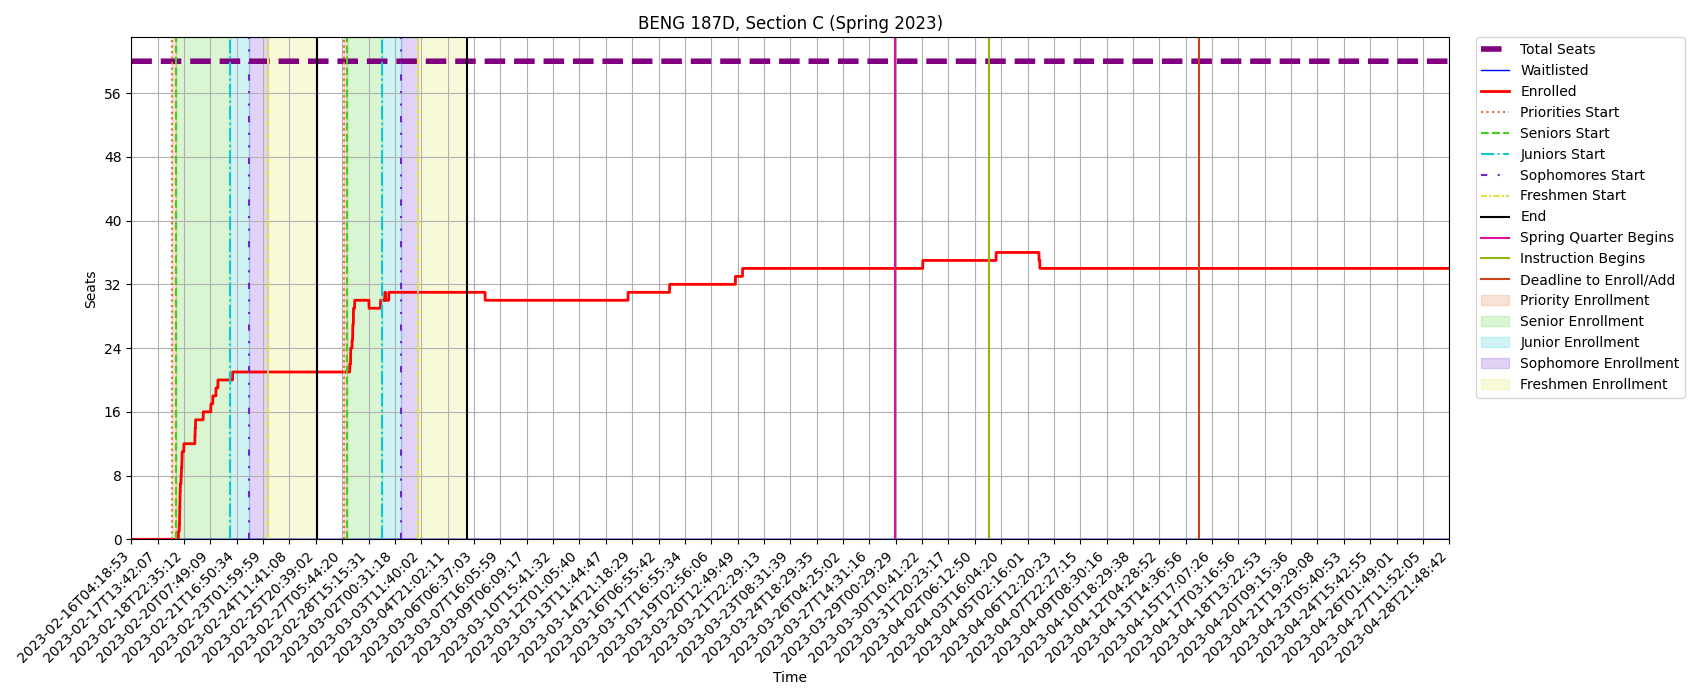 BENG 187D, Section C (Spring 2023)
Seats
56
48
40
32
24
16
8
0
2023-02-16T04:18:53
2023-02-17T13:42:07
2023-02-18T22:35:12
2023-02-20T07:49:09
2023-02-21T16:50:34
2023-02-23T01:59:59
2023-02-24T11:41:08
2023-02-25T20:39:02
2023-02-27T05:44:20
2023-02-28T15:15:31
2023-03-02T00:31:18
2023-03-03T11:40:02
2023-03-04T21:02:11
2023-03-06T06:37:03
2023-03-07T16:05:59
2023-03-09T06:09:17
2023-03-10T15:41:32
2023-03-12T01:05:40
2023-03-13T11:44:47
2023-03-14T21:18:29
2023-03-16T06:55:42
2023-03-17T16:55:34
2023-03-19T02:56:06
2023-03-20T12:49:49
2023-03-21T22:29:13
2023-03-23T08:31:39
2023-03-24T18:29:35
2023-03-26T04:25:02
2023-03-27T14:31:16
2023-03-29T00:29:29
2023-03-30T10:41:22
2023-03-31T20:23:17
2023-04-02T06:12:50
2023-04-03T16:04:20
2023-04-05T02:16:01
2023-04-06T12:20:23
2023-04-07T22:27:15
2023-04-09T08:30:16
2023-04-10T18:29:38
2023-04-12T04:28:52
2023-04-13T14:36:56
2023-04-15T17:07:26
2023-04-17T03:16:56
2023-04-18T13:22:53
2023-04-20T09:15:36
2023-04-21T19:29:08
2023-04-23T05:40:53
2023-04-24T15:42:55
2023-04-26T01:49:01
2023-04-27T11:52:05
2023-04-28T21:48:42
Time
Total Seats
Waitlisted
Enrolled
Priorities Start
Seniors Start
Juniors Start
Sophomores Start
Freshmen Start
End
Spring Quarter Begins
Instruction Begins
Deadline to Enroll/Add
Priority Enrollment
Senior Enrollment
Junior Enrollment
Sophomore Enrollment
Freshmen Enrollment